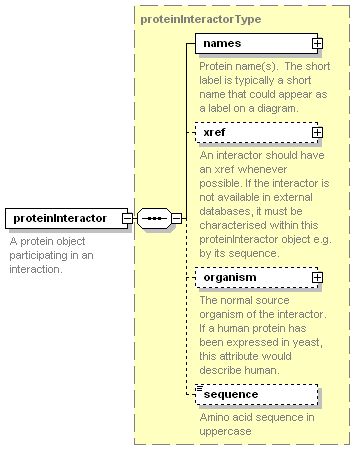 proteinInteractorType
names
Protein name(s). The short
label is typically a short
name that could appear as
a label on a diagram.
xref
An interactor should have
an xref whenever
possible. If the interactor is
not available in external
databases, it must be
characterised within this
proteinInteractor object e.g.
by its sequence.
proteinInteractor
A protein object
participating in an
interaction.
organism
The normal source
organism of the interactor.
If a human protein has
been expressed in yeast,
this attribute would
describe human.
sequence
Amino acid sequence in
uppercase